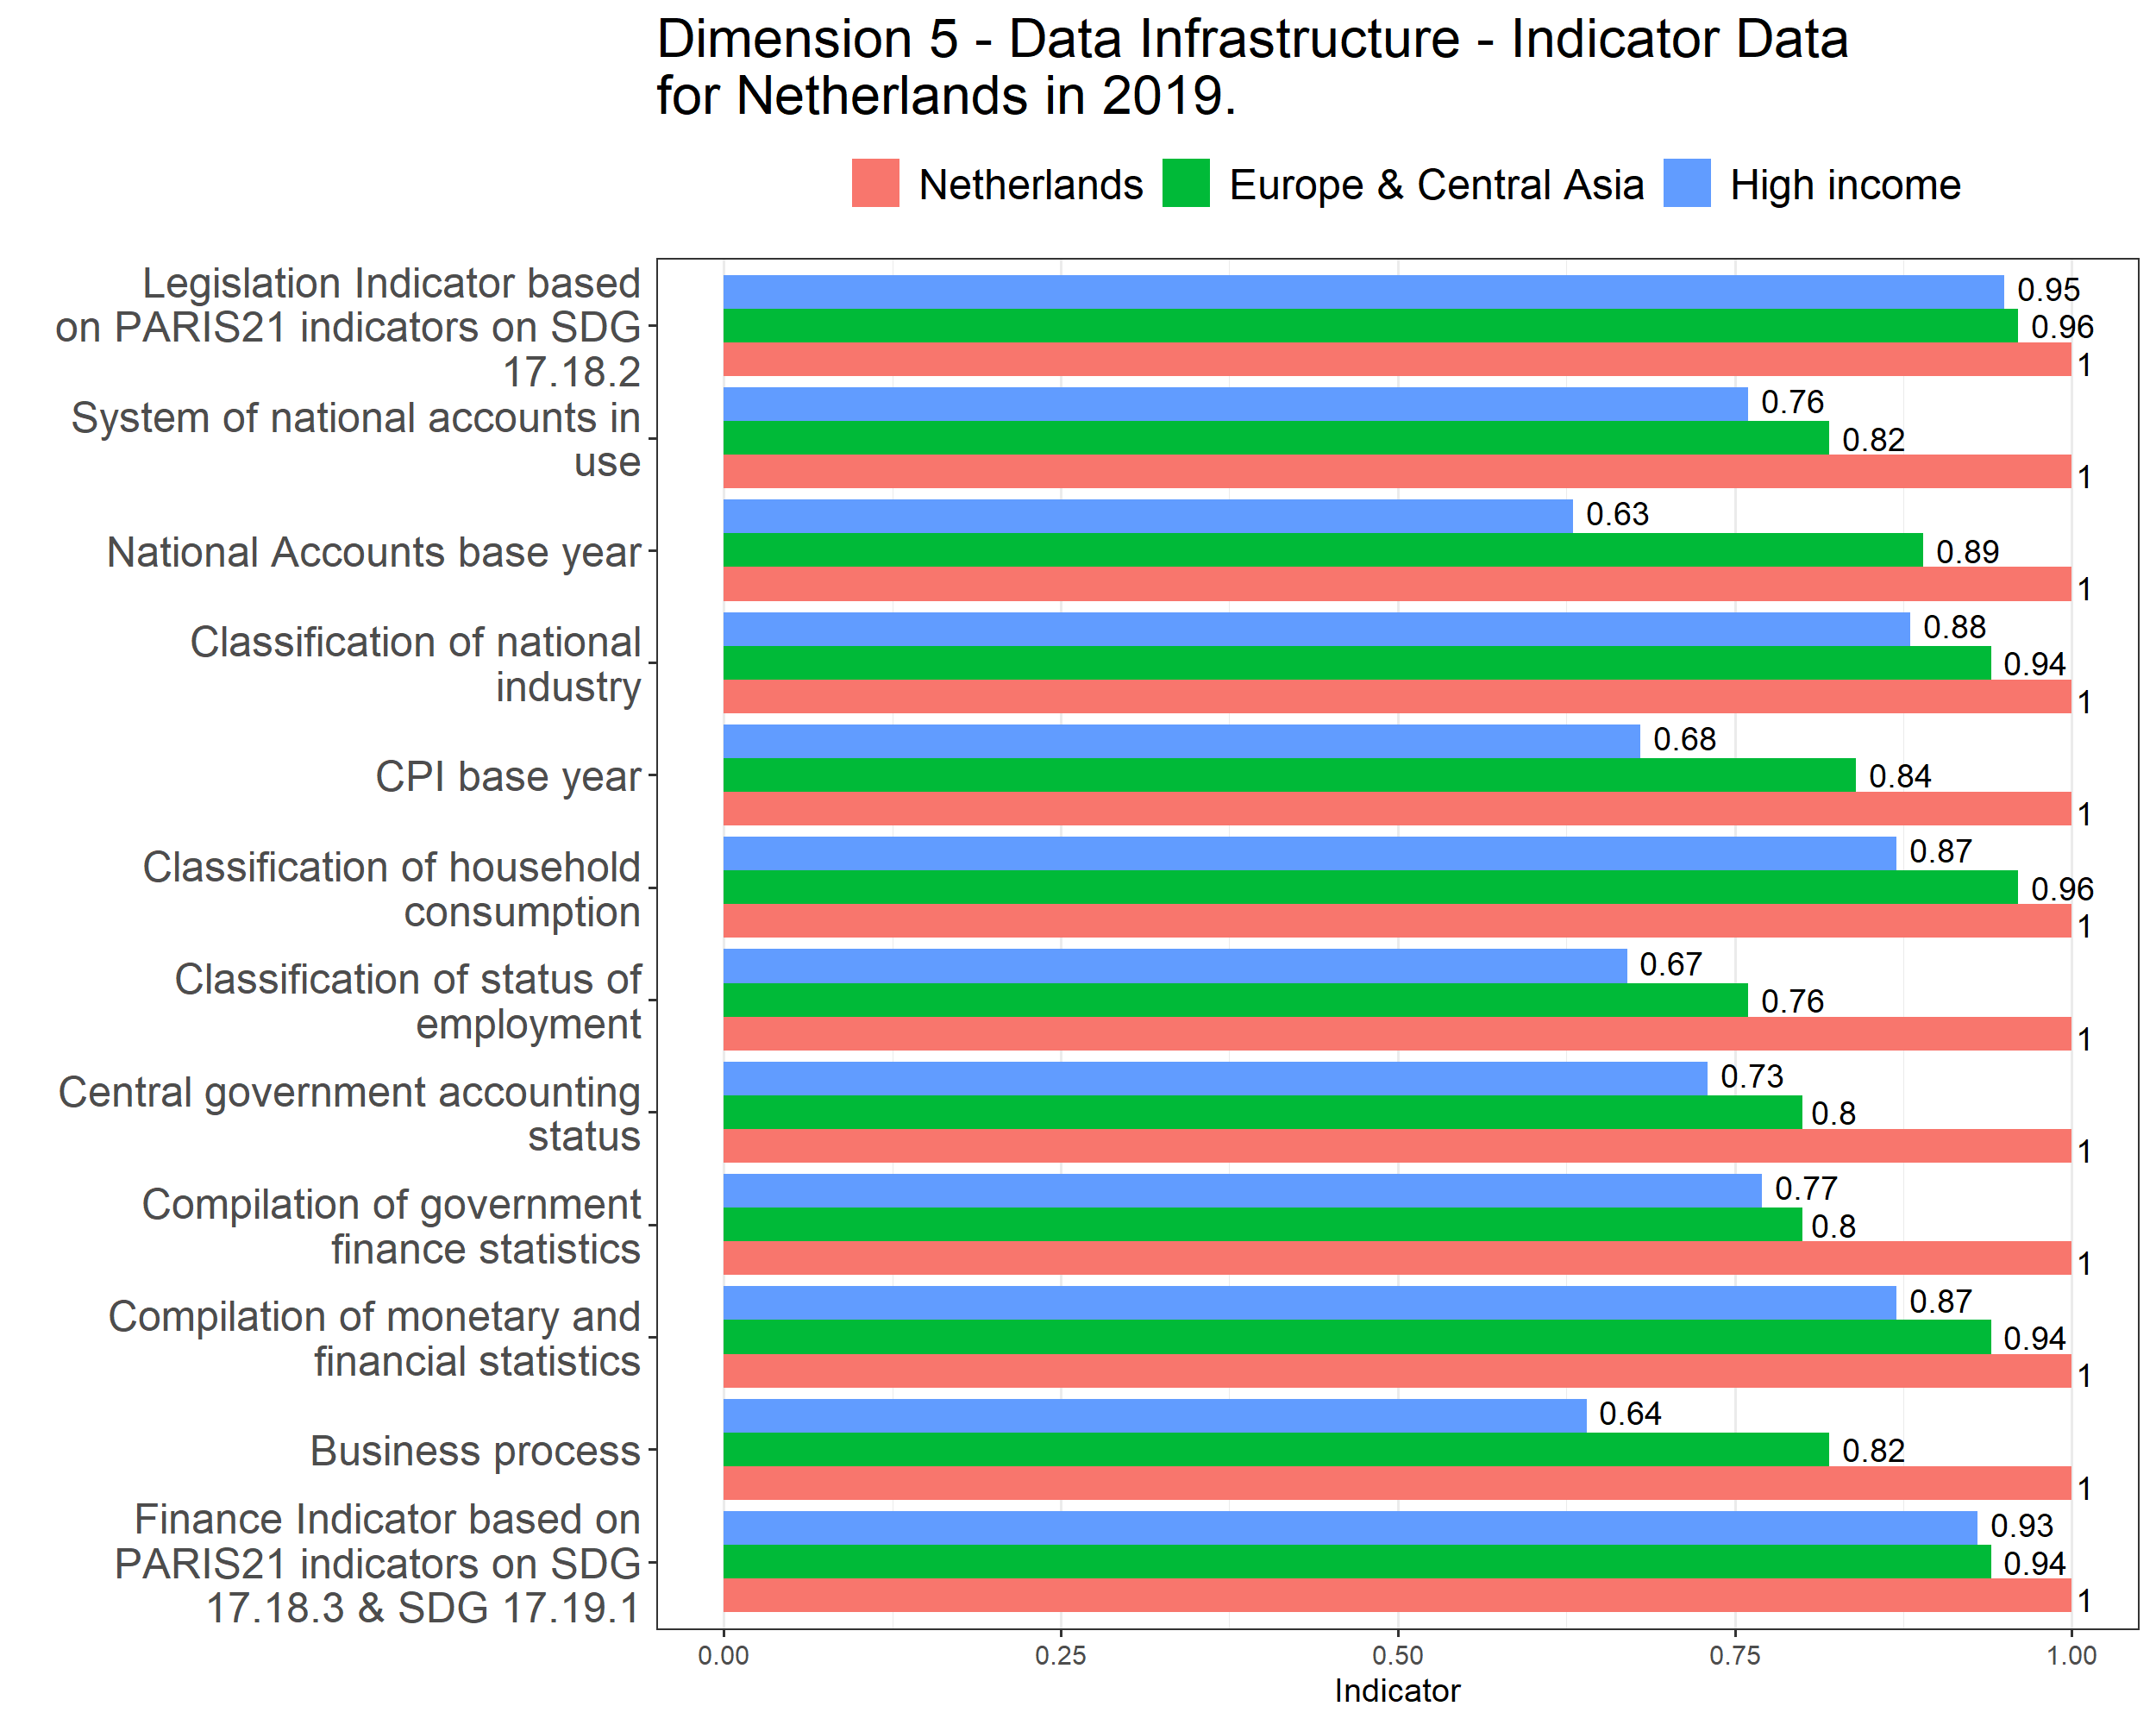 Dimension 5 - Data Infrastructure - Indicator Data
for Netherlands in 2019.
Netherlands
Europe & Central Asia
High income
Legislation Indicator based
on PARIS21 indicators on SDG
17.18.2
0.95
0.96
1
System of national accounts in
use
0.76
0.82
1
National Accounts base year
0.63
0.89
1
Classification of national
industry
0.88
0.94
1
CPI base year
0.68
0.84
1
Classification of household
consumption
0.87
0.96
1
Classification of status of
employment
0.67
0.76
1
Central government accounting
status
0.73
0.8
1
Compilation of government
finance statistics
0.77
0.8
1
Compilation of monetary and
financial statistics
0.87
0.94
1
Business process
0.64
0.82
1
Finance Indicator based on
PARIS21 indicators on SDG
17.18.3 & SDG 17.19.1
0.93
0.94
1
0.00
0.25
0.50
0.75
1.00
Indicator